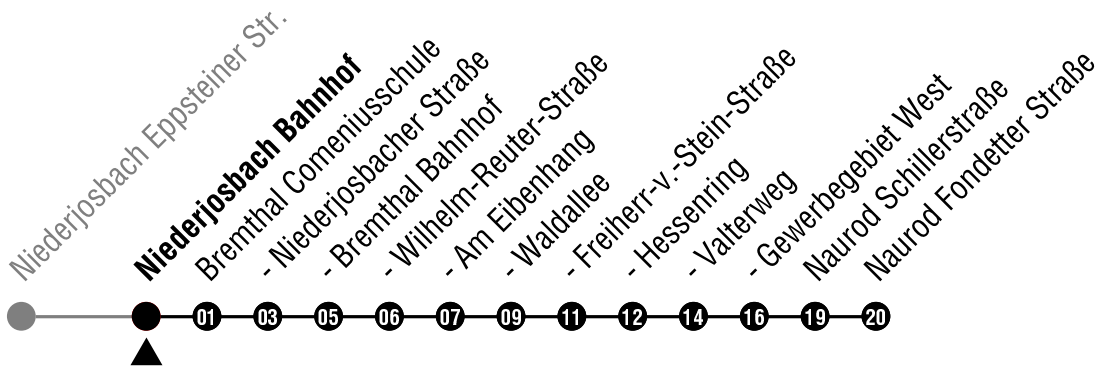 Niederjosbach Eppsteiner Str.
Niederjosbach Bahnhof
Bremthal Comeniusschule
- Niederjosbacher Straße
- Bremthal Bahnhof
- Wilhelm-Reuter-Straße
- Am Eibenhang
- Waldallee
- Freiherr-v.-Stein-Straße
- Hessenring
- Valterweg
- Gewerbegebiet West
Naurod Schillerstraße
Naurod Fondetter Straße
01 03 05 06 07 09 11 12 14 16 19 20